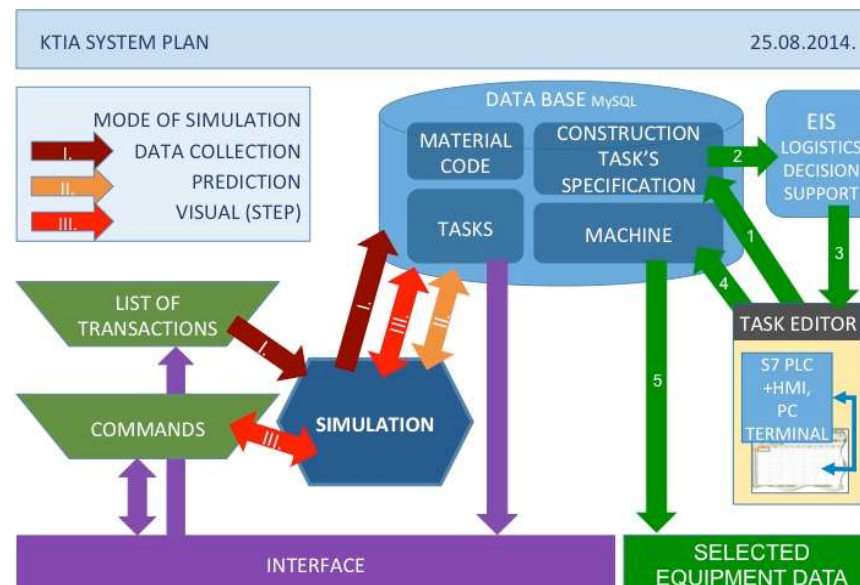 KTIA SYSTEM PLAN
25.08.2014.
MODE OF SIMULATION
I.
DATA COLLECTION
II.
PREDICTION
III.
VISUAL (STEP)
DATA BASE MySQL
MATERIAL
CODE
CONSTRUCTION
TASK'S
SPECIFICATION
TASKS
MACHINE
2
EIS
LOGISTICS
DECISION
SUPPORT
1
3
4
5
TASK EDITOR
S7 PLC
+HMI,
PC
TERMINAL
LIST OF
TRANSACTIONS
I.
I.
III.
II.
COMMANDS
III.
SIMULATION
INTERFACE
SELECTED
EQUIPMENT DATA